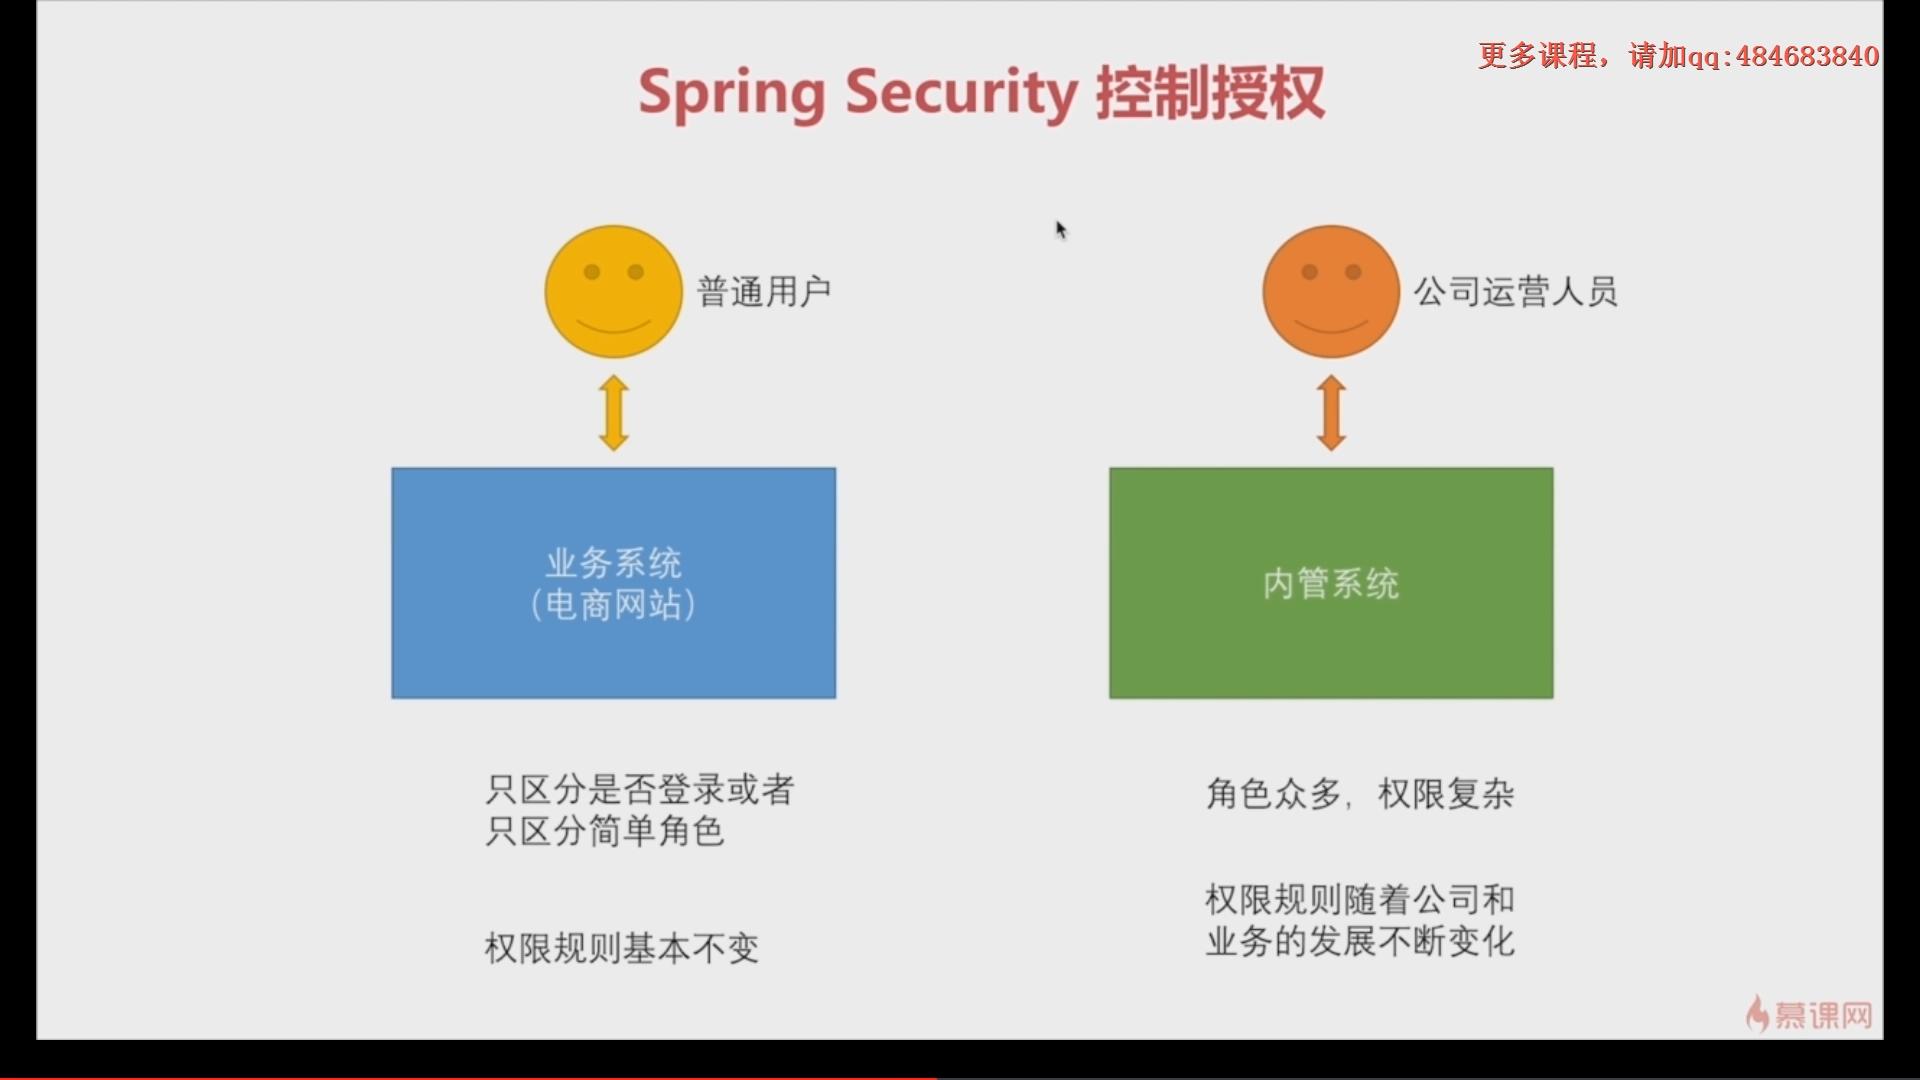 更多课程，请加qq:484683840
Spring Security 控制授权
普通用户
公司运营人员
业务系统
（电商网站）
内管系统
只区分是否登录或者
只区分简单角色
角色众多，权限复杂
权限规则基本不变
权限规则随着公司和
业务的发展不断变化
慕课网